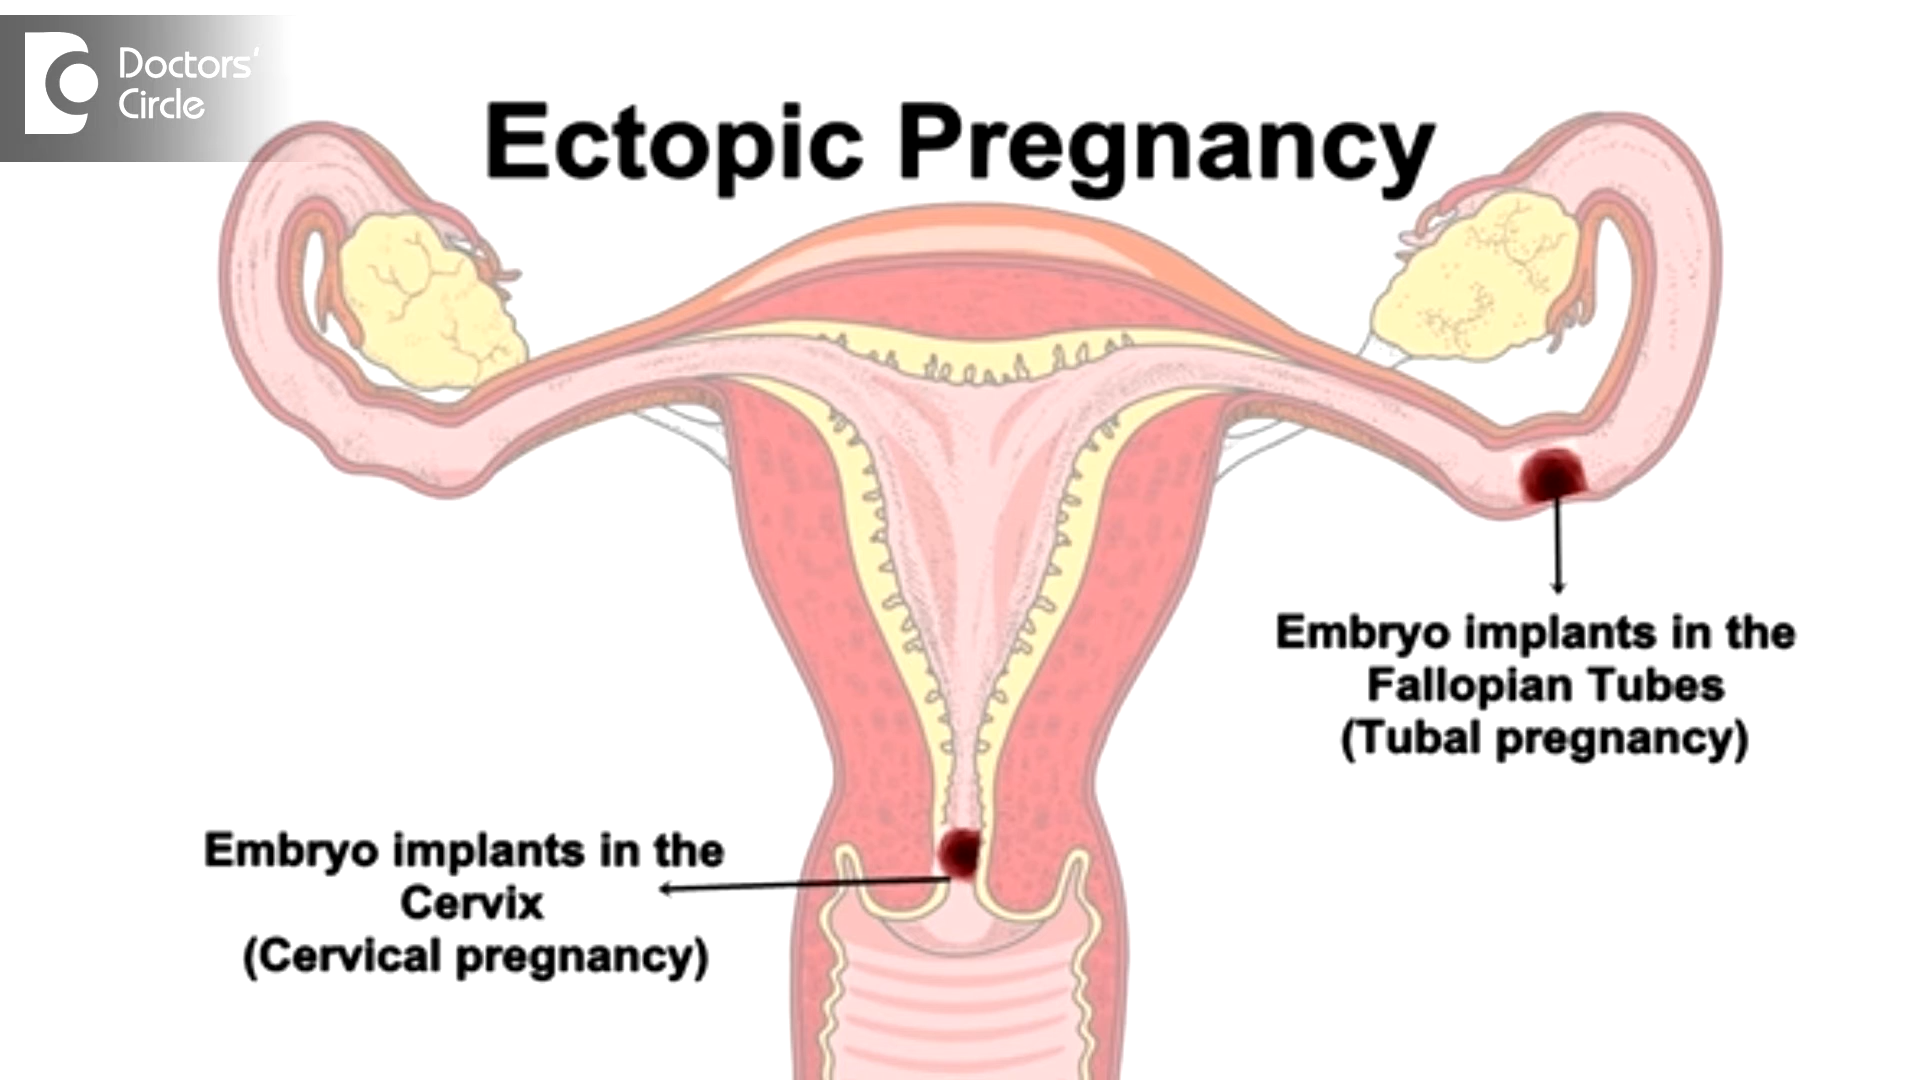 Doctors'
Circle
Ectopic Pregnancy
Embryo implants in the
Fallopian Tubes
(Tubal pregnancy)
Embryo implants in the
Cervix
(Cervical pregnancy)